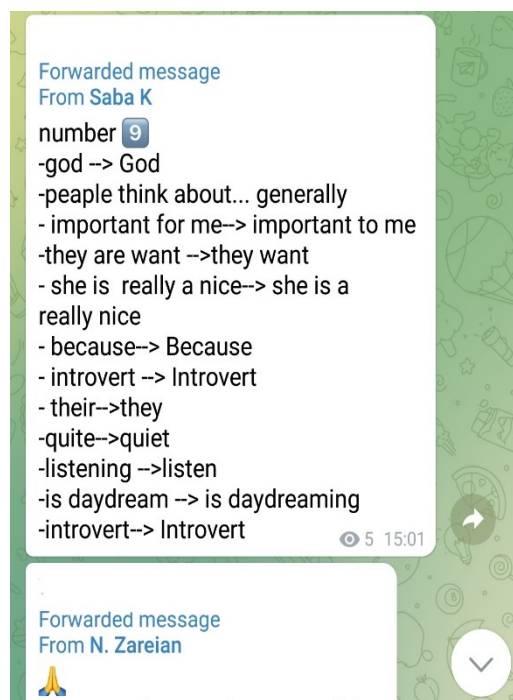 Forwarded message
From Saba K
number 9️⃣
-god --> God
-peaple think about... generally
- important for me--> important to me
-they are want -->they want
- she is  really a nice--> she is a
really nice
- because--> Because
- introvert --> Introvert
- their-->they
-quite-->quiet
-listening -->listen
-is daydream --> is daydreaming
-introvert--> Introvert
5 15:01
Forwarded message
From N. Zareian
🙏